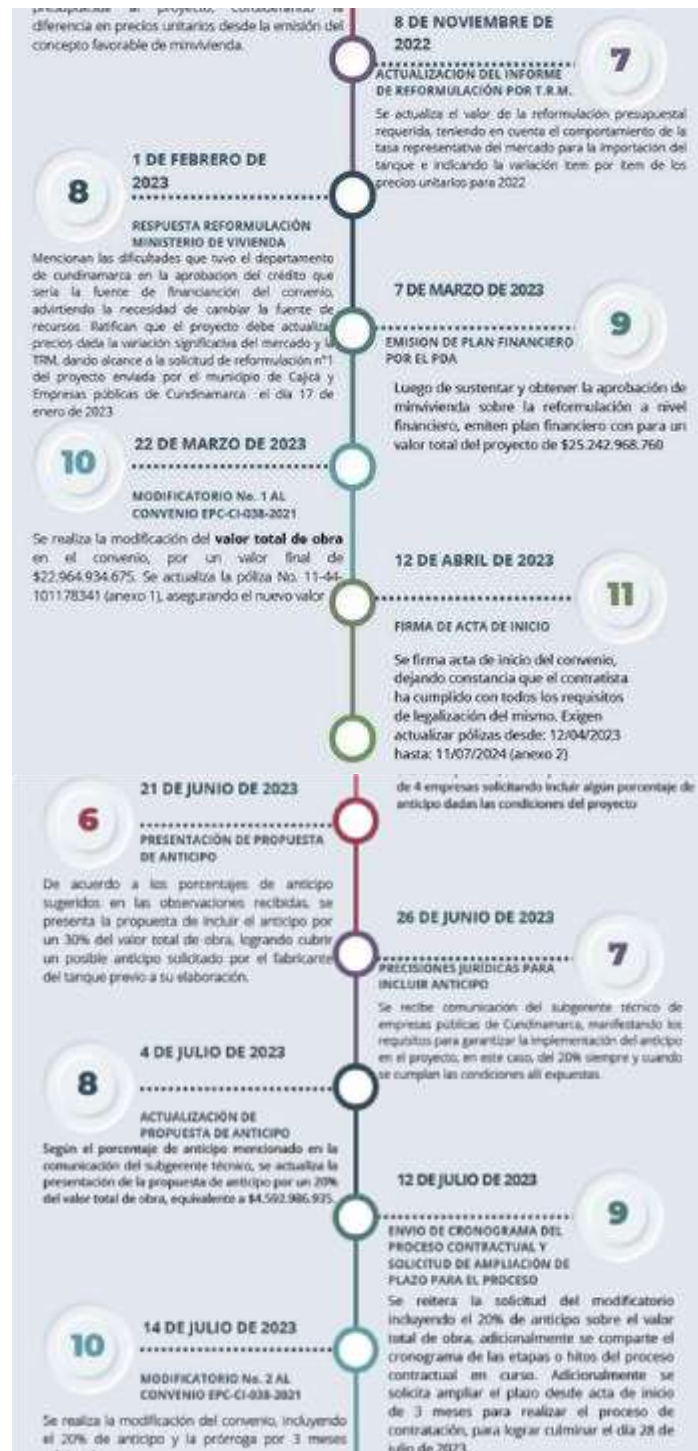 presupuesta al proyecto, considerando la
diferencia en precios unitarios desde la emisión del
concepto favorable de minvivienda.
8 DE NOVIEMBRE DE
2022
7
ACTUALIZACION DEL INFORME
DE REFORMULACIÓN POR T.R.M.
Se actualiza el valor de la reformulación presupuestal
requerida, teniendo en cuenta el comportamiento de la
tasa representativa del mercado para la importación del
tanque e indicando la variación item por item de los
precios unitarios para 2022
1 DE FEBRERO DE
2023
8
RESPUESTA REFORMULACIÓN
MINISTERIO DE VIVIENDA
Mencionan las dificultades que tuvo el departamento
de cundinamarca en la aprobacion del crédito que
seria la fuente de financianción del convenio,
advirtiendo la necesidad de cambiar la fuente de
recursos. Ratifican que el proyecto debe actualizar
precios dada la variación significativa del mercado y la
TRM, dando alcance a la solicitud de reformulación n°1
del proyecto enviada por el municipio de Cajicá y
Empresas públicas de Cundinamarca el día 17 de
enero de 2023
7 DE MARZO DE 2023
9
EMISION DE PLAN FINANCIERO
POR EL PDA
Luego de sustentar y obtener la aprobación de
minvivienda sobre la reformulación a nivel
financiero, emiten plan financiero con para un
valor total del proyecto de $25.242.968.760
22 DE MARZO DE 2023
10
MODIFICATORIO No. 1 AL
CONVENIO EPC-CI-038-2021
Se realiza la modificación del valor total de obra
en el convenio, por un valor final de
$22.964.934.675. Se actualiza la póliza No. 11-44-
101178341 (anexo 1), asegurando el nuevo valor
12 DE ABRIL DE 2023
11
FIRMA DE ACTA DE INICIO
Se firma acta de inicio del convenio,
dejando constancia que el contratista
ha cumplido con todos los requisitos
de legalización del mismo. Exigen
actualizar pólizas desde: 12/04/2023
hasta: 11/07/2024 (anexo 2)
de 4 empresas solicitando incluir algún porcentaje de
anticipo dadas las condiciones del proyecto
21 DE JUNIO DE 2023
6
PRESENTACIÓN DE PROPUESTA
DE ANTICIPO
De acuerdo a los porcentajes de anticipo
sugeridos en las observaciones recibidas, se
presenta la propuesta de incluir el anticipo por
un 30% del valor total de obra, logrando cubrir
un posible anticipo solicitado por el fabricante
del tanque previo a su elaboración.
26 DE JUNIO DE 2023
7
PRECISIONES JURÍDICAS PARA
INCLUIR ANTICIPO
Se recibe comunicación del subgerente técnico de
empresas públicas de Cundinamarca, manifestando los
requisitos para garantizar la implementación del anticipo
en el proyecto, en este caso, del 20% siempre y cuando
se cumplan las condiciones allí expuestas
4 DE JULIO DE 2023
8
ACTUALIZACIÓN DE
PROPUESTA DE ANTICIPO
Según el porcentaje de anticipo mencionado en la
comunicación del subgerente técnico, se actualiza la
presentación de la propuesta de anticipo por un 20%
del valor total de obra, equivalente a $4.592.986.935.
12 DE JULIO DE 2023
9
ENVIO DE CRONOGRAMA DEL
PROCESO CONTRACTUAL Y
SOLICITUD DE AMPLIACIÓN DE
PLAZO PARA EL PROCESO
Se reitera la solicitud del modificatorio
incluyendo el 20% de anticipo sobre el valor
total de obra, adicionalmente se comparte el
cronograma de las etapas o hitos del proceso
contractual en curso. Adicionalmente se
solicita ampliar el plazo desde acta de inicio
de 3 meses para realizar el proceso de
contratación, para lograr culminar el día 28 de
julio de 2023
14 DE JULIO DE 2023
10
MODIFICATORIO No. 2 AL
CONVENIO EPC-CI-038-2021
Se realiza la modificación del convenio, incluyendo
el 20% de anticipo y la prórroga por 3 meses